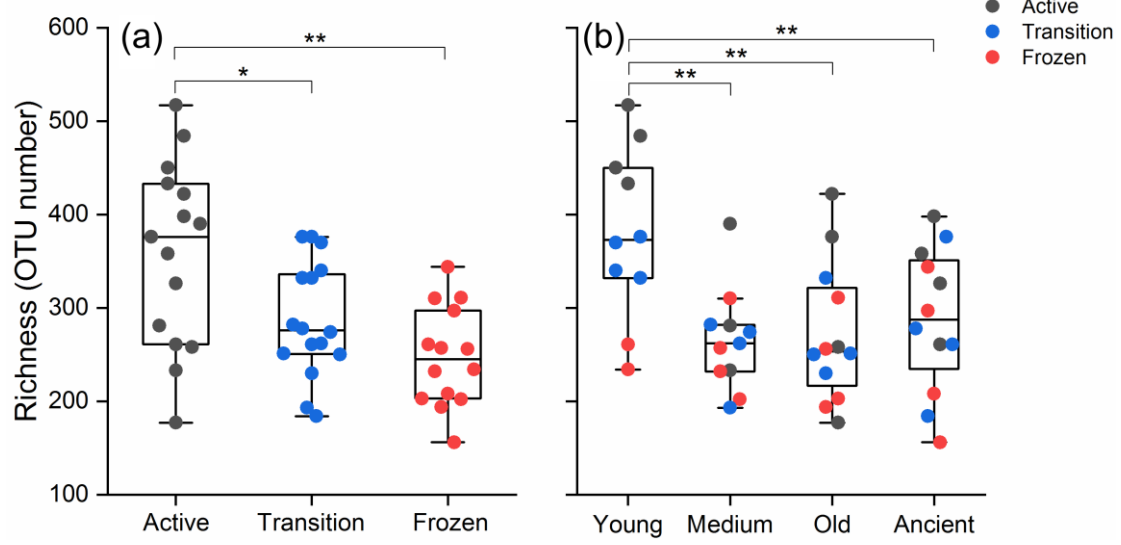 Active
Transition
Frozen
(a)
**
*
(b)
**
**
**
Richness (OTU number)
600
500
400
300
200
100
Active Transition Frozen
Young Medium Old Ancient